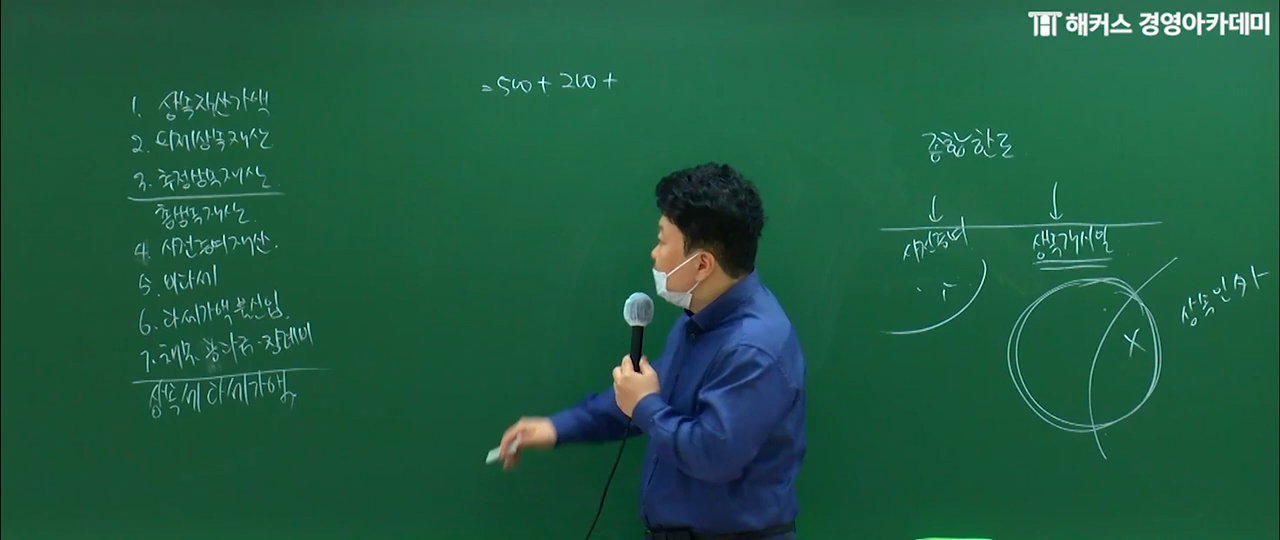 해커스 경영아카데미
= 500 + 200 +
1. 상속재산가액
2. 의제상속재산
3. 추정상속재산
총상속재산
4. 사전증여재산.
5. 비과세
6. 과세가액불산입.
7. 채무. 공과금. 장례비
상속세 과세가액
종합한도
↓ ↓
사전증여
상속개시일
X
상속인 外